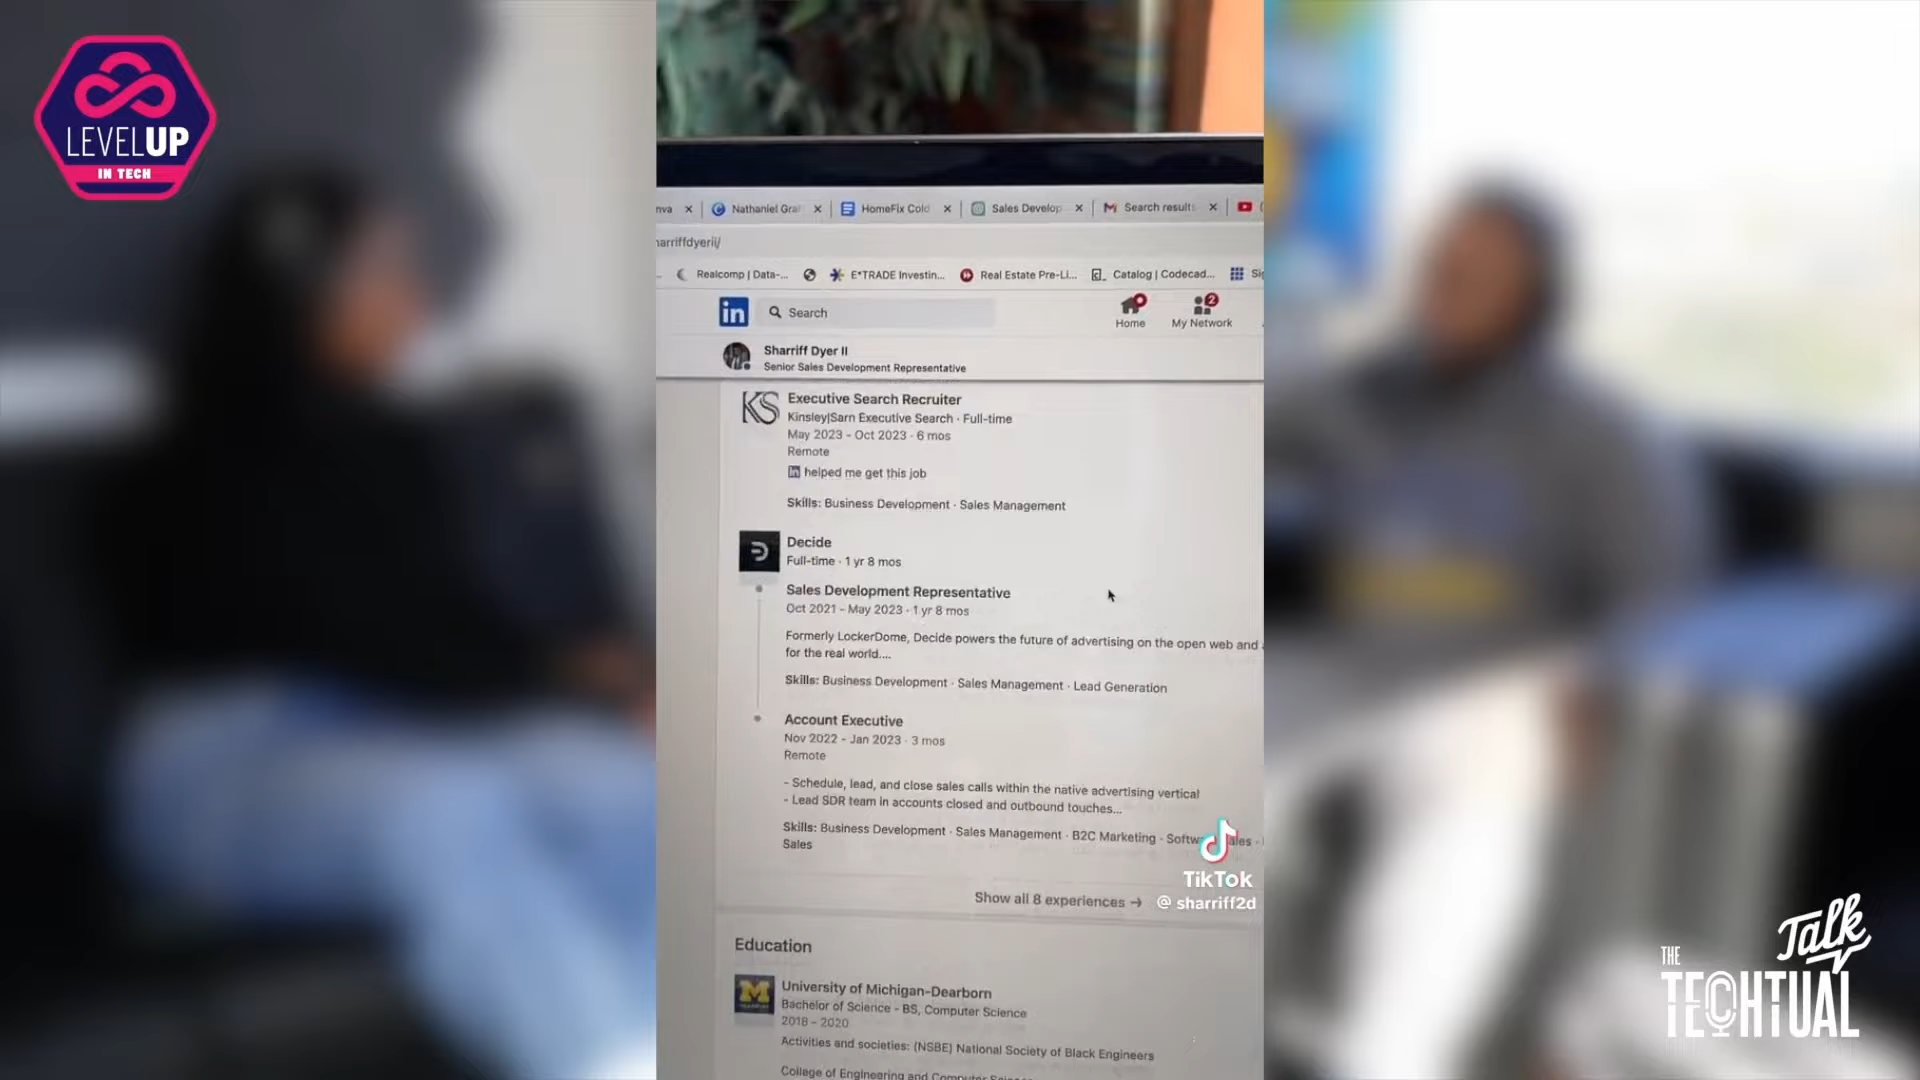 LEVELUP
IN TECH
nva
Nathaniel Gra
HomeFix Cold
Sales Develop
Search results
harriffdyerii/
Realcomp | Data-...
E*TRADE Investin...
Real Estate Pre-Li...
Catalog | Codecad...
in
Search
Home
2
My Network
Sharriff Dyer II
Senior Sales Development Representative
KS
Executive Search Recruiter
Kinsley|Sarn Executive Search · Full-time
May 2023 - Oct 2023 · 6 mos
Remote
in helped me get this job
Skills: Business Development · Sales Management
Decide
Full-time · 1 yr 8 mos
Sales Development Representative
Oct 2021 - May 2023 · 1 yr 8 mos
Formerly LockerDome, Decide powers the future of advertising on the open web and
for the real world....
Skills: Business Development · Sales Management · Lead Generation
Account Executive
Nov 2022 - Jan 2023 · 3 mos
Remote
- Schedule, lead, and close sales calls within the native advertising vertical
- Lead SDR team in accounts closed and outbound touches...
Skills: Business Development · Sales Management · B2C Marketing ·
Sales
Show all 8 experiences →
TikTok
@ sharriff2d
Education
M
University of Michigan-Dearborn
Bachelor of Science - BS, Computer Science
2018 - 2020
Activities and societies: (NSBE) National Society of Black Engineers
College of Engineering and Computer
THE
Talk
TECHTUAL